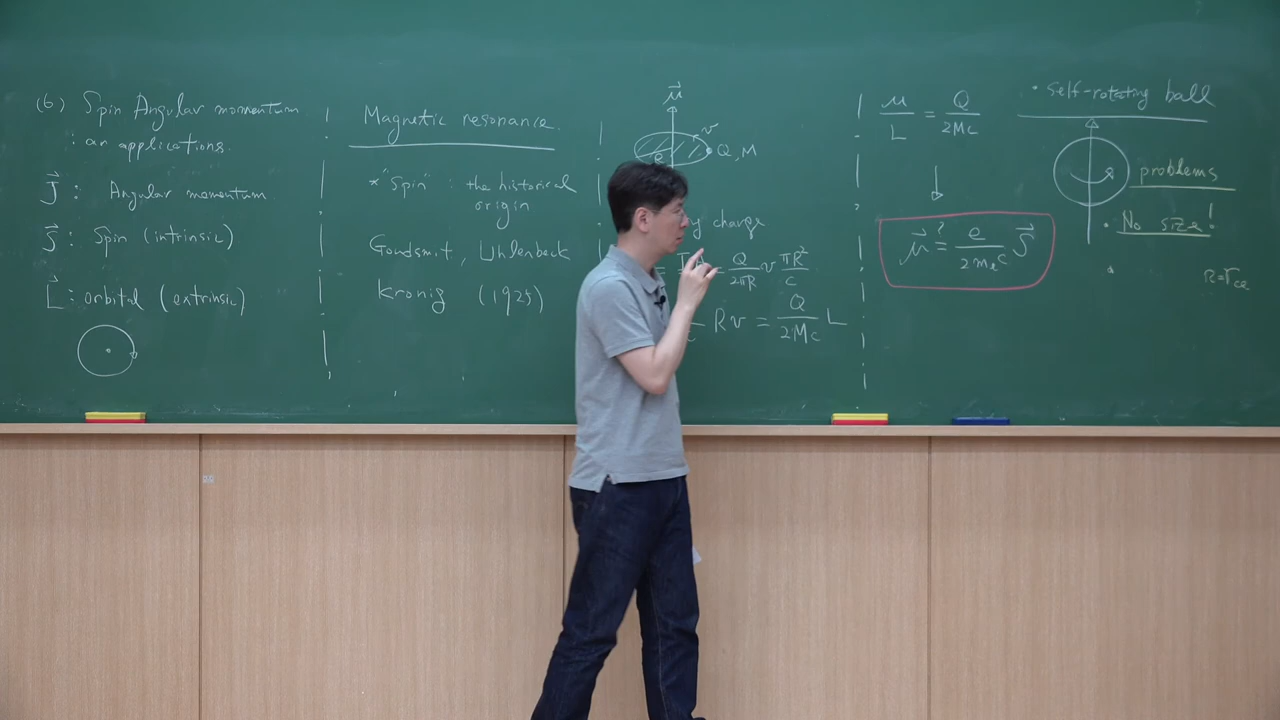 (6) Spin Angular momentum
: an applications.
J⃗ : Angular momentum
S⃗ : Spin (intrinsic)
L⃗ : orbital (extrinsic)
Magnetic resonance.
* "Spin" : the historical
origin
Goudsmit, Uhlenbeck
Kronig (1925)
μ⃗
v
Q, M
charge
Q/2πR v πR²/c
Rv = Q/2Mc L
μ/L = Q/2Mc
μ⃗ ?= e/2mₑc S⃗
· self-rotating ball
problems
· No size!
R=r_ce